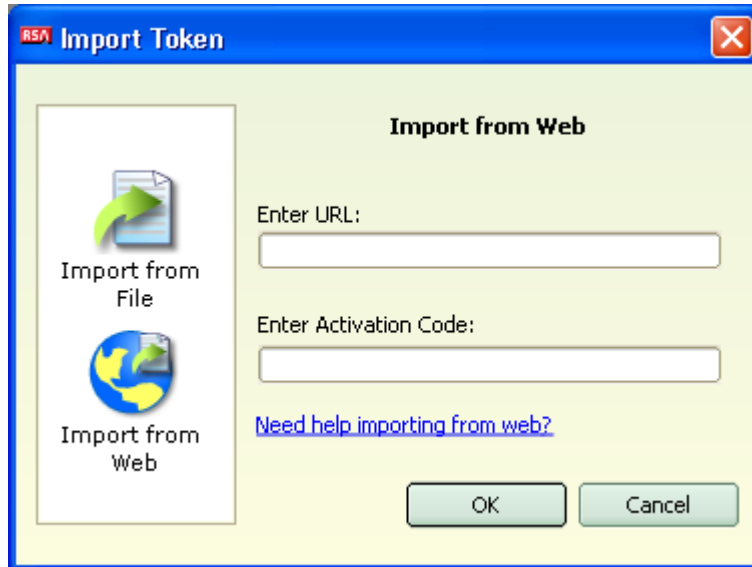 RSA Import Token
Import from Web
Import from
File
Import from
Web
Enter URL:
Enter Activation Code:
Need help importing from web?
OK Cancel